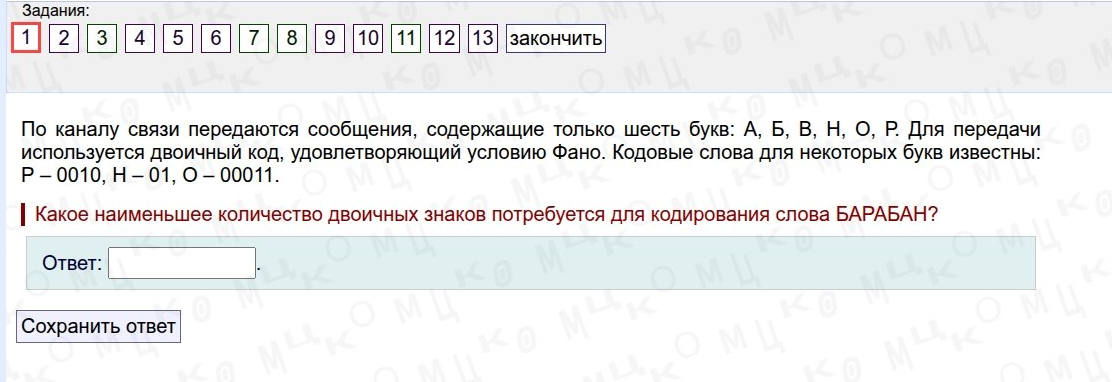 Задания:
1 2 3 4 5 6 7 8 9 10 11 12 13 закончить
По каналу связи передаются сообщения, содержащие только шесть букв: А, Б, В, Н, О, Р. Для передачи
используется двоичный код, удовлетворяющий условию Фано. Кодовые слова для некоторых букв известны:
Р – 0010, Н – 01, О – 00011.
Какое наименьшее количество двоичных знаков потребуется для кодирования слова БАРАБАН?
Ответ: .
Сохранить ответ